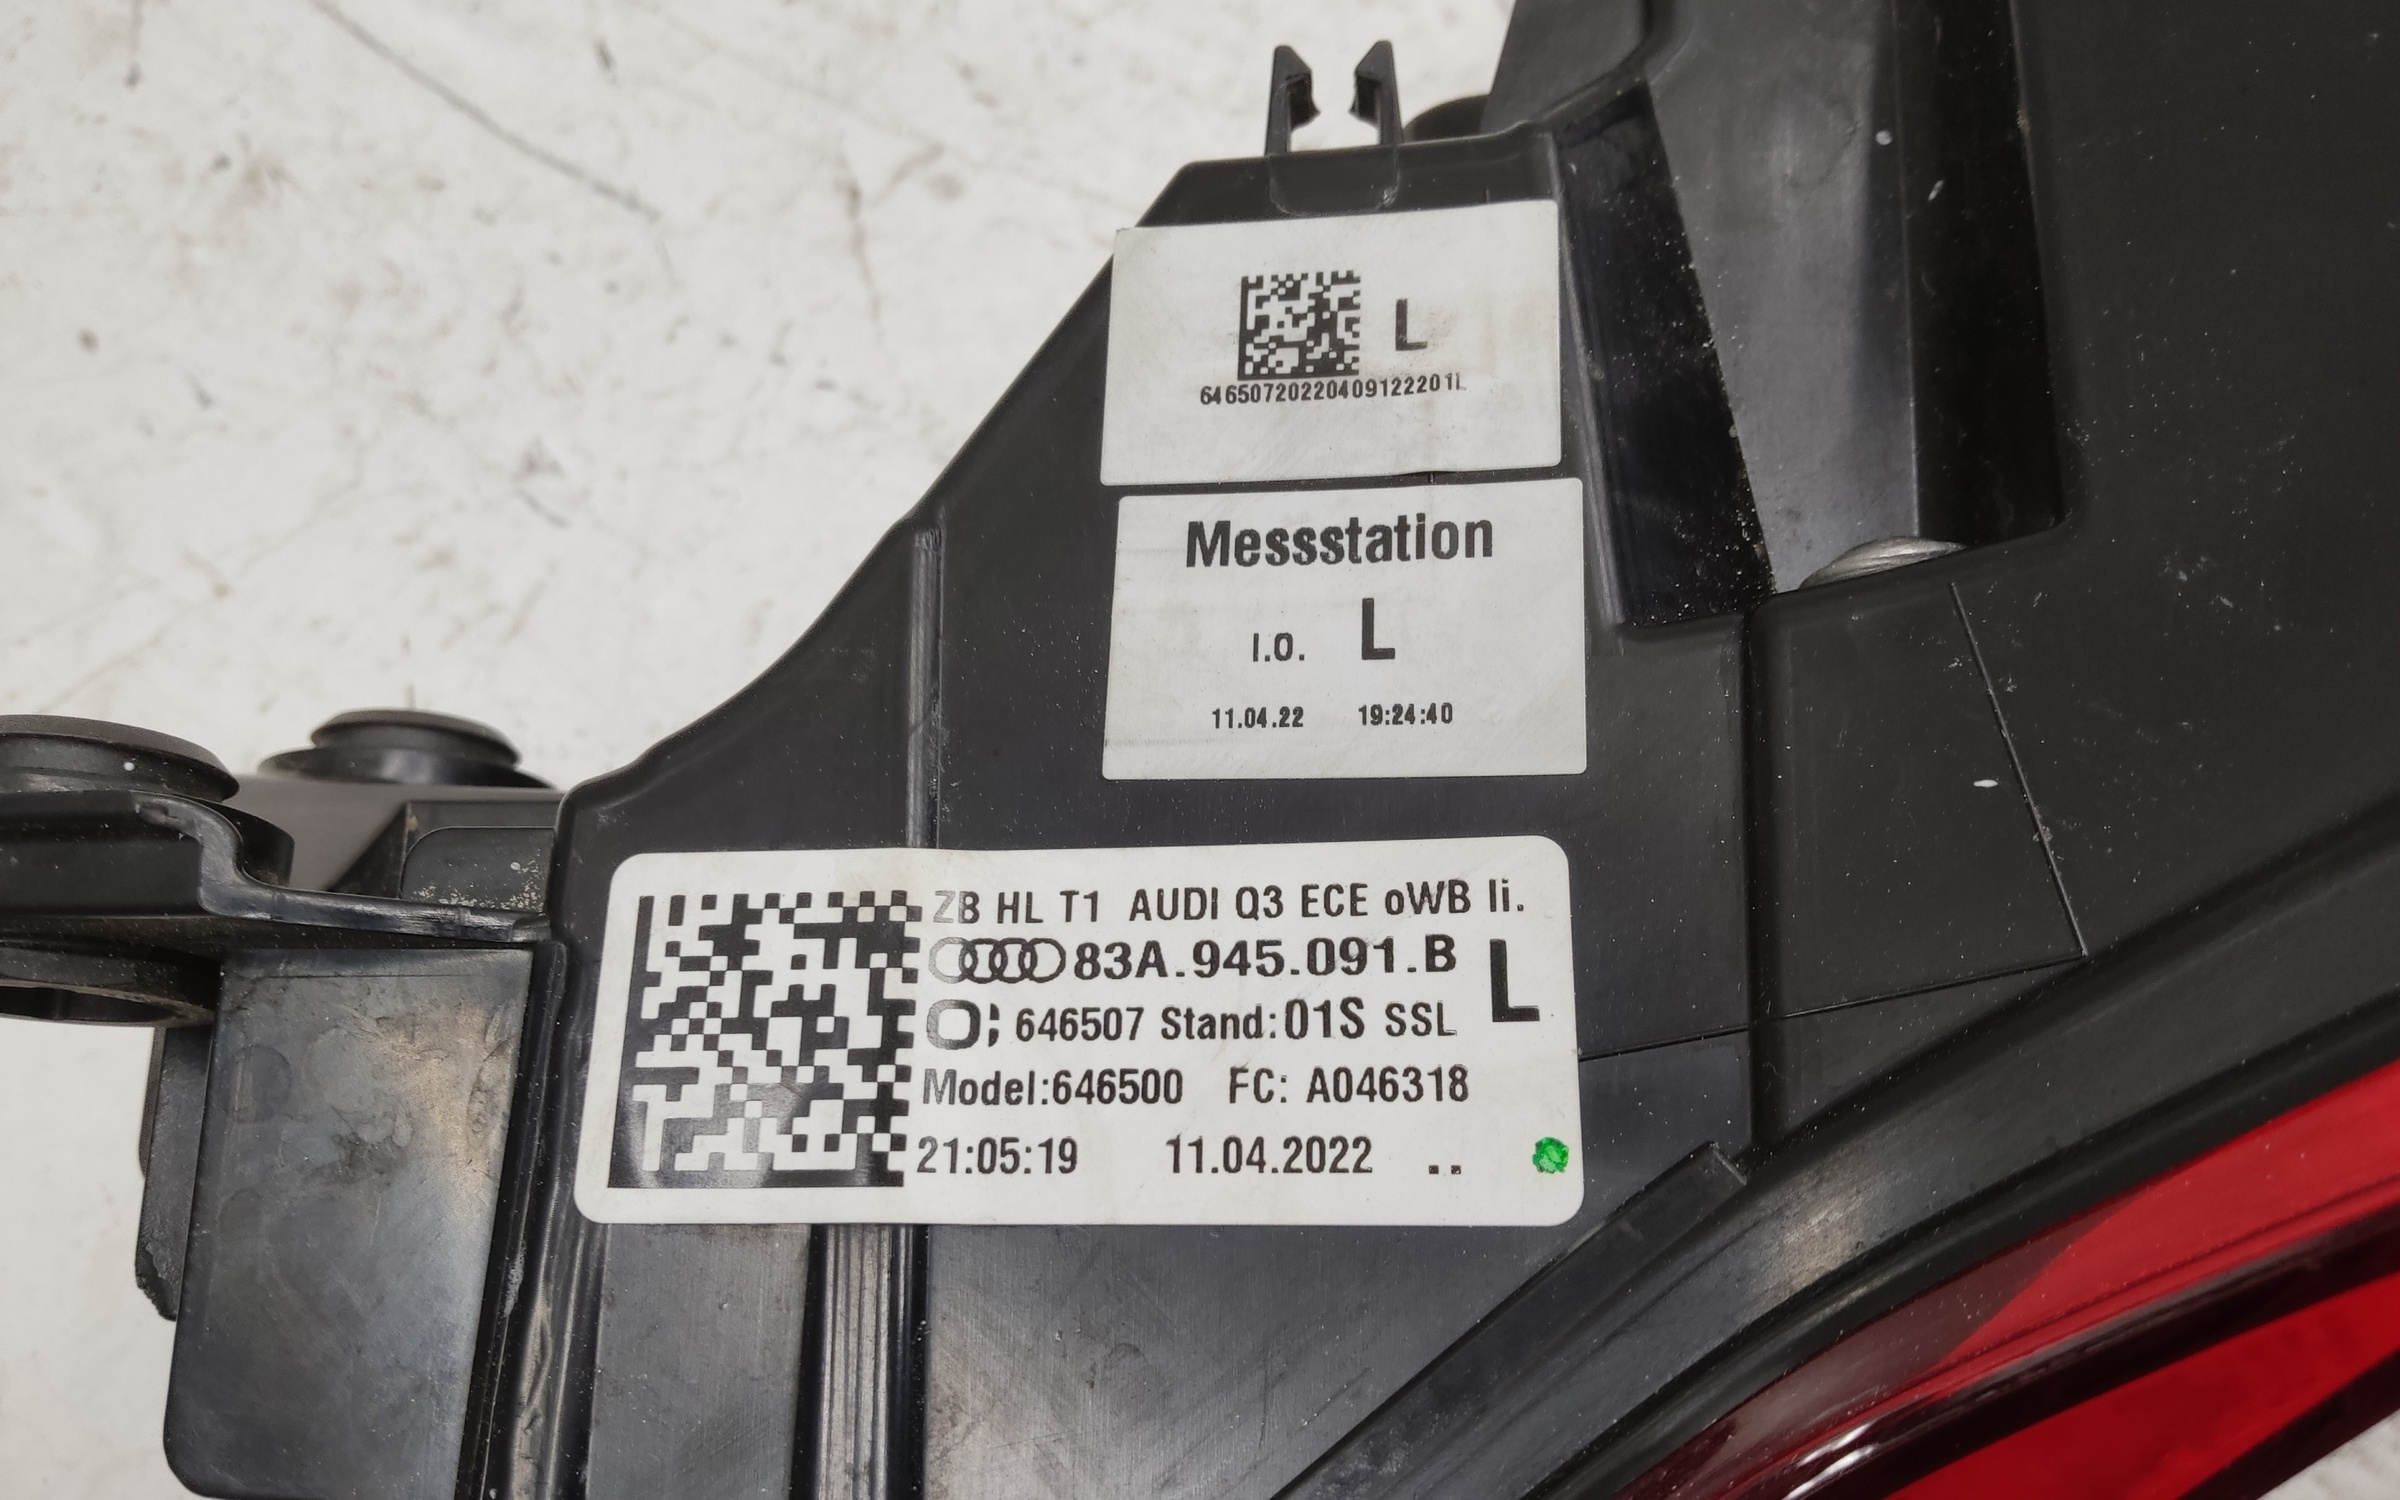 L
64650720220409122201L
Messstation
I.O. L
11.04.22 19:24:40
ZB HL T1 AUDI Q3 ECE oWB li.
83A.945.091.B L
646507 Stand:01S SSL
Model:646500 FC: A046318
21:05:19 11.04.2022 ..